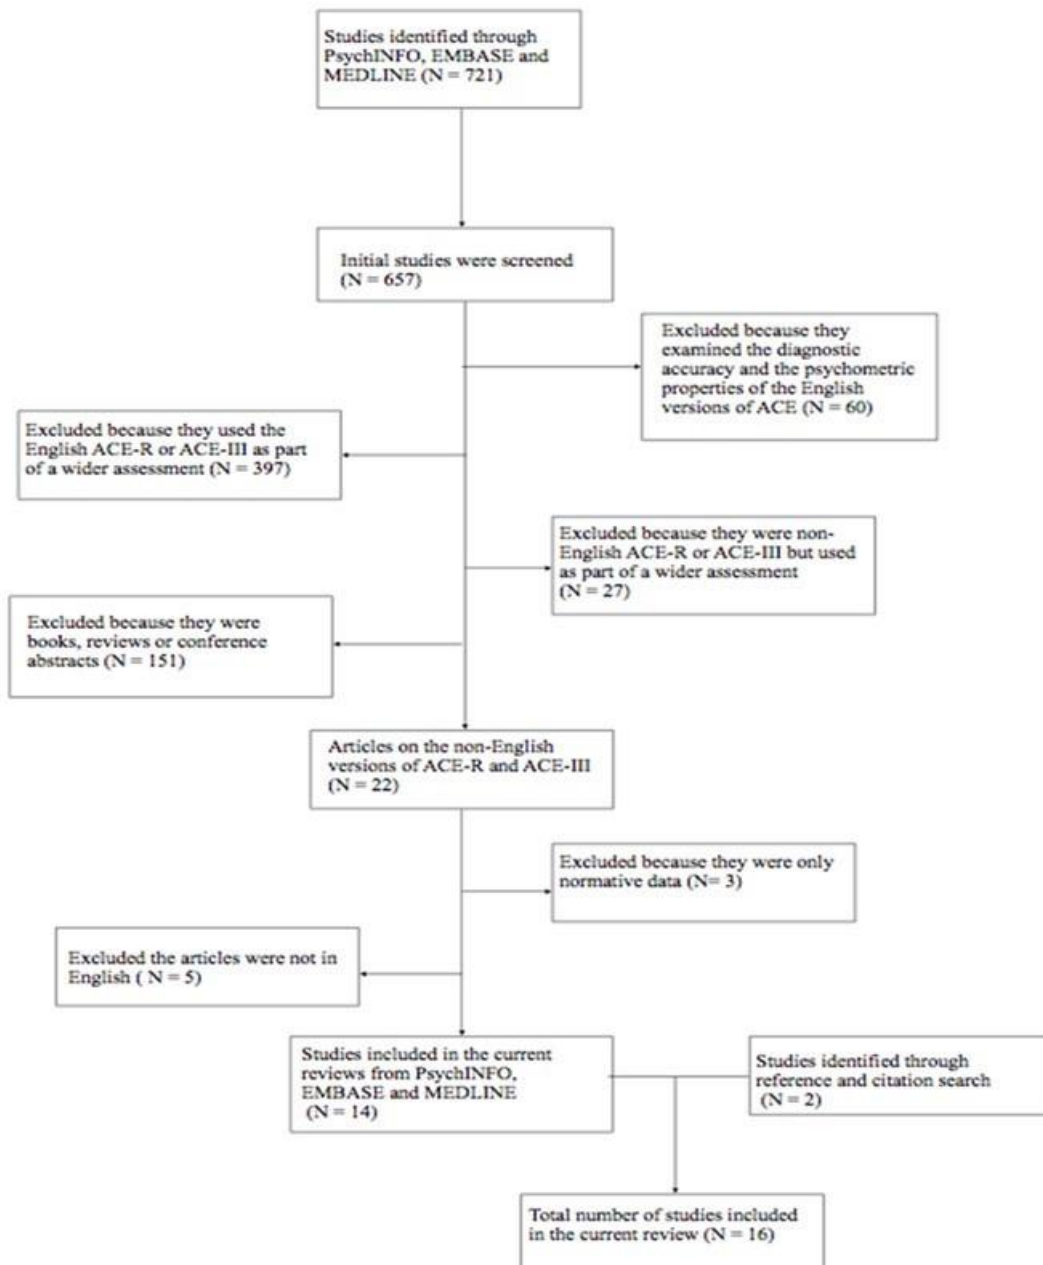 Studies identified through
PsychINFO, EMBASE and
MEDLINE (N = 721)
Initial studies were screened
(N = 657)
Excluded because they
examined the diagnostic
accuracy and the psychometric
properties of the English
versions of ACE (N = 60)
Excluded because they used the
English ACE-R or ACE-III as part
of a wider assessment (N = 397)
Excluded because they were non-
English ACE-R or ACE-III but used
as part of a wider assessment
(N = 27)
Excluded because they were
books, reviews or conference
abstracts (N = 151)
Articles on the non-English
versions of ACE-R and ACE-III
(N = 22)
Excluded because they were only
normative data (N= 3)
Excluded the articles were not in
English ( N = 5)
Studies included in the current
reviews from PsychINFO,
EMBASE and MEDLINE
(N = 14)
Studies identified through
reference and citation search
(N = 2)
Total number of studies included
in the current review (N = 16)